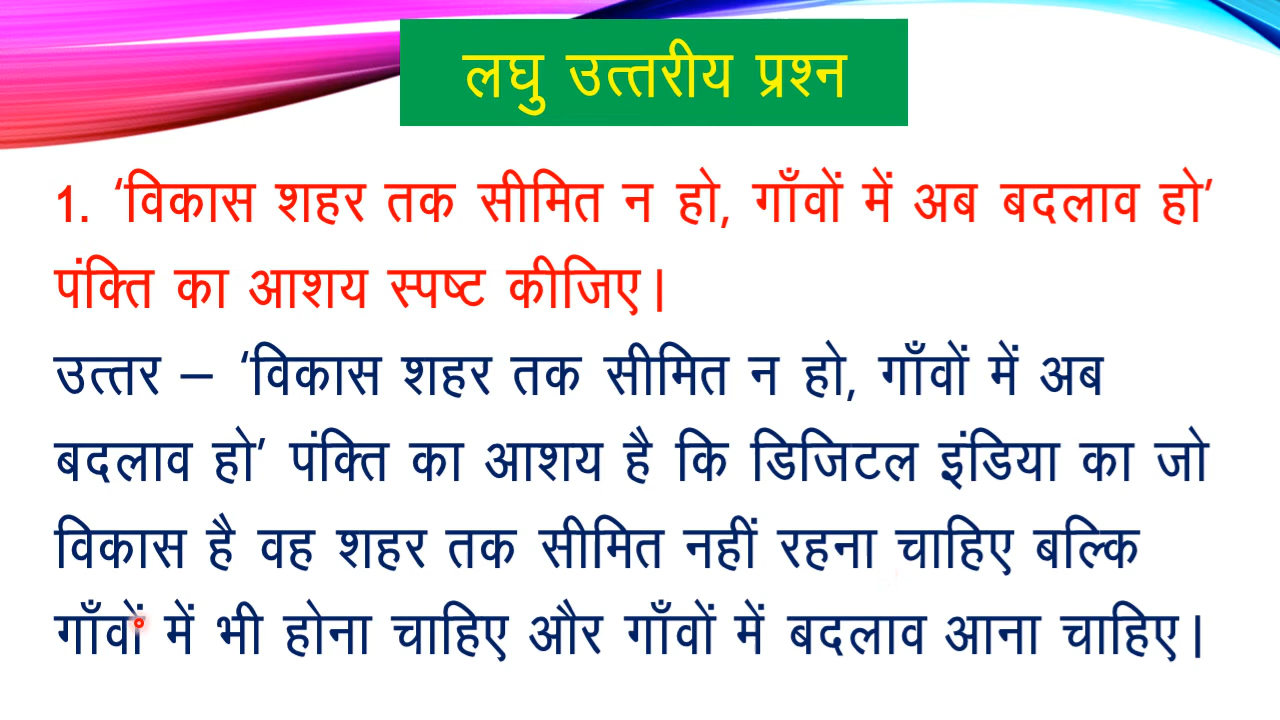 लघु उत्तरीय प्रश्न
1. ‘विकास शहर तक सीमित न हो, गाँवों में अब बदलाव हो’
पंक्ति का आशय स्पष्ट कीजिए।
उत्तर – ‘विकास शहर तक सीमित न हो, गाँवों में अब
बदलाव हो’ पंक्ति का आशय है कि डिजिटल इंडिया का जो
विकास है वह शहर तक सीमित नहीं रहना चाहिए बल्कि
गाँवों में भी होना चाहिए और गाँवों में बदलाव आना चाहिए।